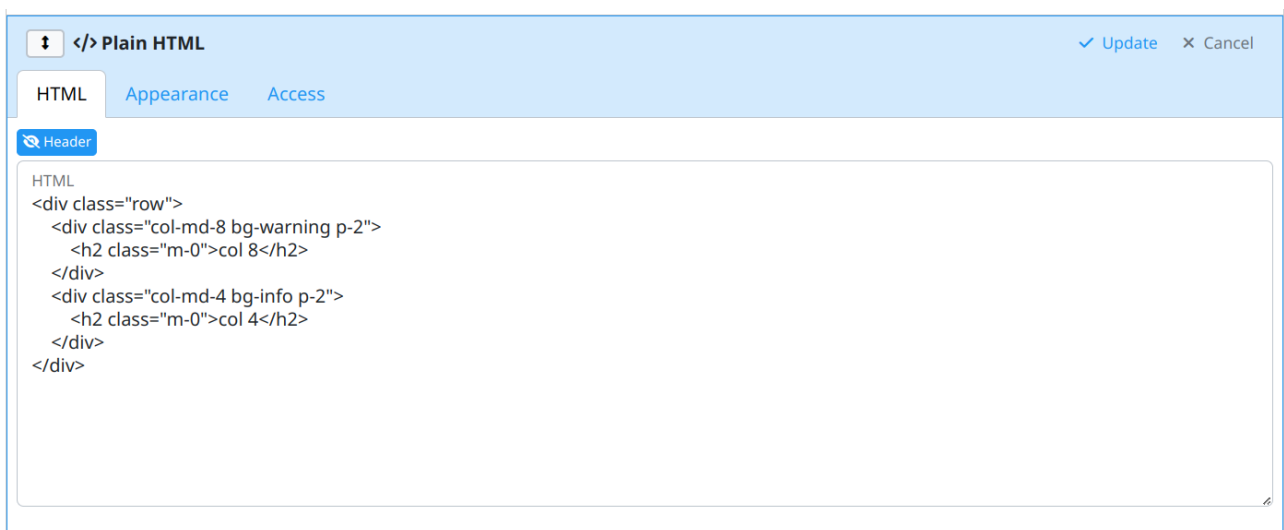 </> Plain HTML
Update Cancel
HTML Appearance Access
Header
HTML
<div class="row">
    <div class="col-md-8 bg-warning p-2">
        <h2 class="m-0">col 8</h2>
    </div>
    <div class="col-md-4 bg-info p-2">
        <h2 class="m-0">col 4</h2>
    </div>
</div>